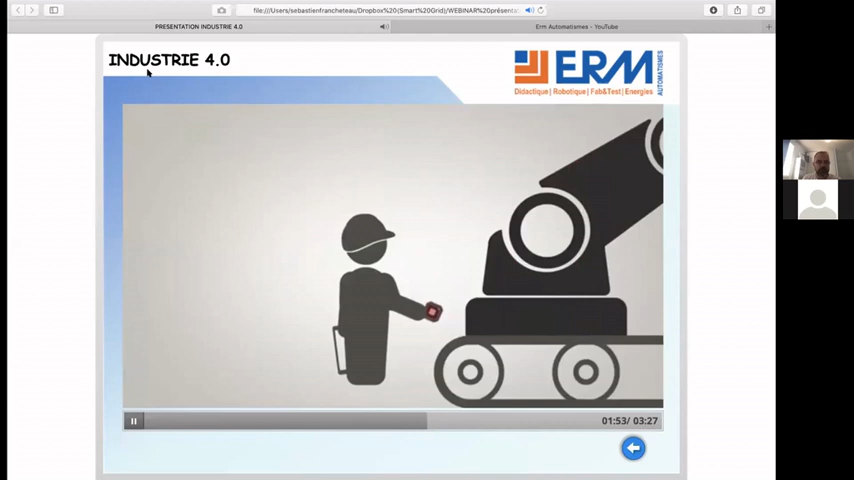 file:///Users/sebastienfrancheteau/Dropbox%20(Smart%20Grid)/WEBINAR%20présenta
PRESENTATION INDUSTRIE 4.0
Erm Automatismes - YouTube
INDUSTRIE 4.0
ERM
AUTOMATISMES
Didactique | Robotique | Fab&Test | Energies
01:53/ 03:27